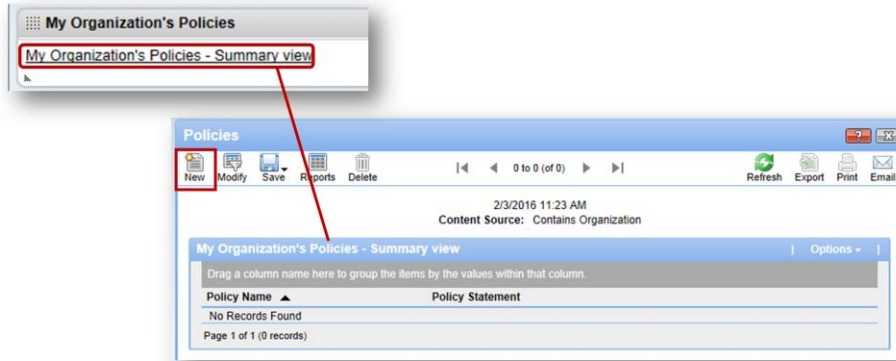 My Organization's Policies
My Organization's Policies - Summary view
Policies
?
New Modify Save Reports Delete 0 to 0 (of 0) Refresh Export Print Email
2/3/2016 11:23 AM
Content Source: Contains Organization
My Organization's Policies - Summary view | Options |
Drag a column name here to group the items by the values within that column.
Policy Name Policy Statement
No Records Found
Page 1 of 1 (0 records)